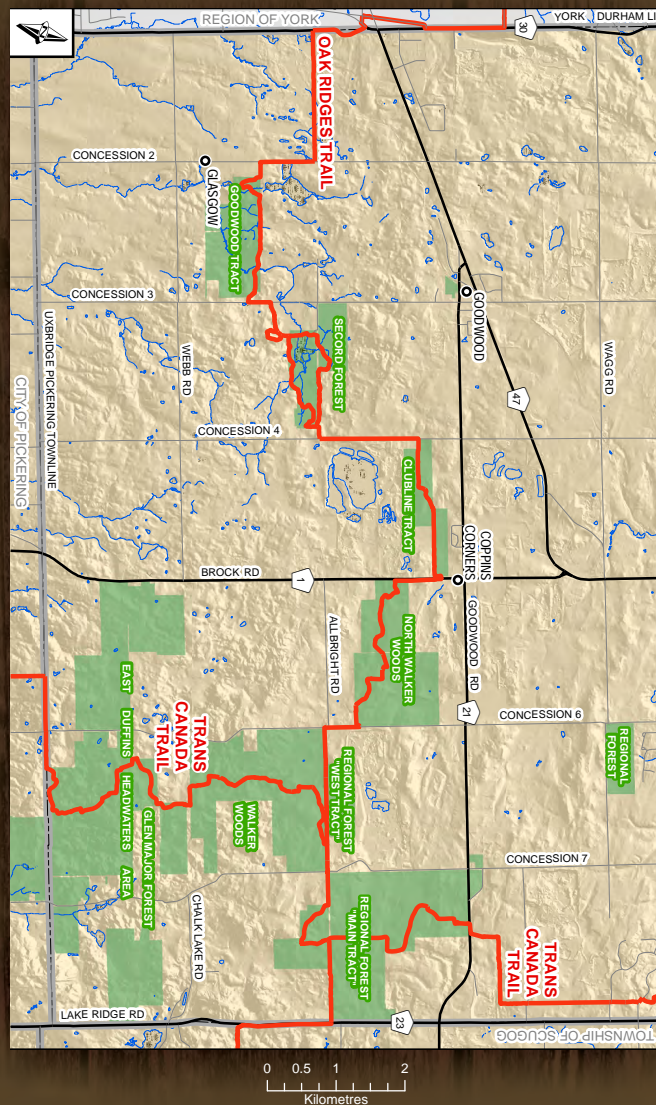 REGION OF YORK
30
YORK DURHAM LI
OAK RIDGES TRAIL
CONCESSION 2
GLASGOW
GOODWOOD TRACT
CONCESSION 3
GOODWOOD
SECOND FOREST
WAGG RD
WEBB RD
UXBRIDGE PICKERING TOWNLINE
CITY OF PICKERING
47
CONCESSION 4
CLUBLINE TRACT
COPPINS
CORNERS
BROCK RD
1
GOODWOOD RD
ALLBRIGHT RD
NORTH WALKER
WOODS
21
CONCESSION 6
REGIONAL
FOREST
TRANS
CANADA
TRAIL
EAST DUFFINS HEADWATERS AREA
GLEN MAJOR FOREST
WALKER
WOODS
REGIONAL FOREST
"WEST TRACT"
CONCESSION 7
REGIONAL FOREST
"MAIN TRACT"
CHALK LAKE RD
TRANS
CANADA
TRAIL
LAKE RIDGE RD
23
TOWNSHIP OF SCUGOG
0 0.5 1 2
Kilometres